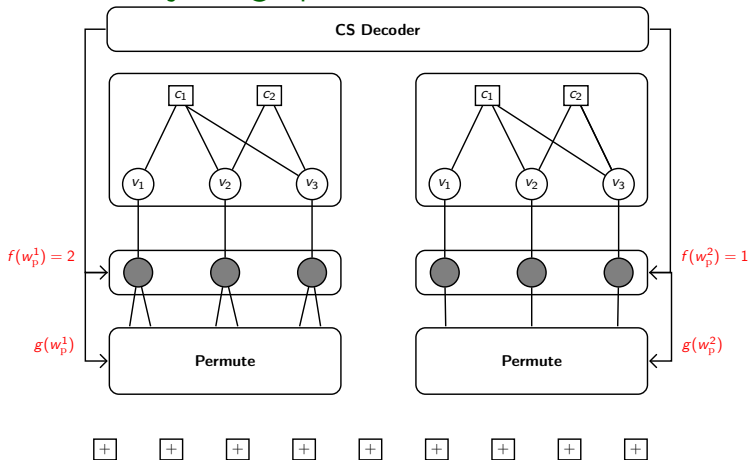 CS Decoder
c₁ c₂ c₁ c₂
v₁ v₂ v₃ v₁ v₂ v₃
f(w_p^1) = 2 f(w_p^2) = 1
g(w_p^1) Permute Permute g(w_p^2)
+ + + + + + + + +